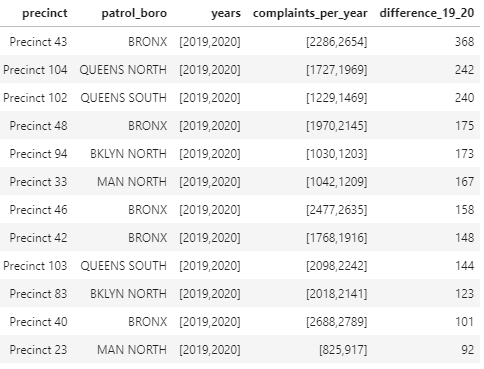 precinct patrol_boro years complaints_per_year difference_19_20
Precinct 43 BRONX [2019,2020] [2286,2654] 368
Precinct 104 QUEENS NORTH [2019,2020] [1727,1969] 242
Precinct 102 QUEENS SOUTH [2019,2020] [1229,1469] 240
Precinct 48 BRONX [2019,2020] [1970,2145] 175
Precinct 94 BKLYN NORTH [2019,2020] [1030,1203] 173
Precinct 33 MAN NORTH [2019,2020] [1042,1209] 167
Precinct 46 BRONX [2019,2020] [2477,2635] 158
Precinct 42 BRONX [2019,2020] [1768,1916] 148
Precinct 103 QUEENS SOUTH [2019,2020] [2098,2242] 144
Precinct 83 BKLYN NORTH [2019,2020] [2018,2141] 123
Precinct 40 BRONX [2019,2020] [2688,2789] 101
Precinct 23 MAN NORTH [2019,2020] [825,917] 92